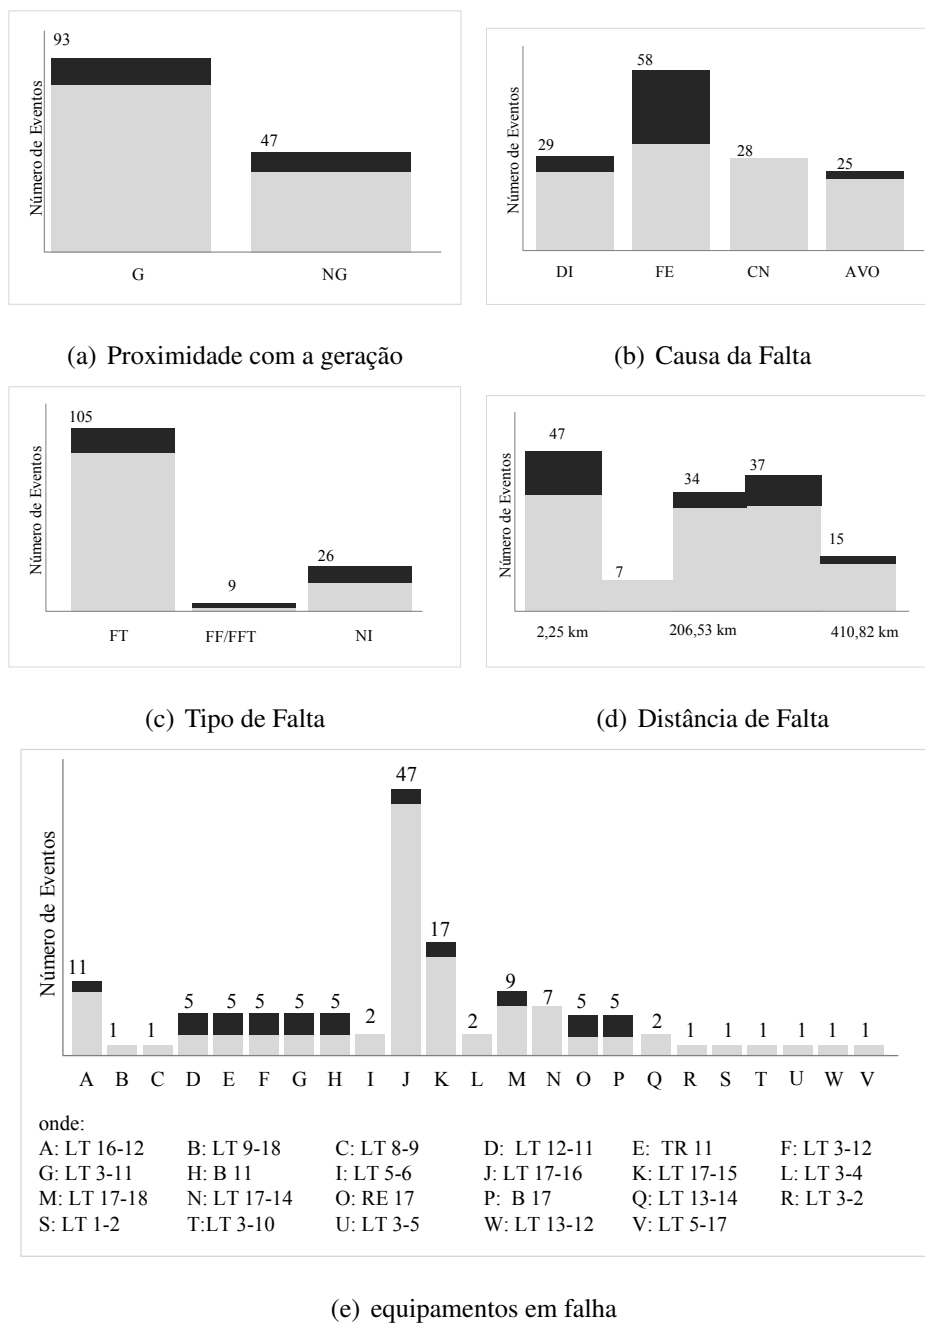 93
47
Número de Eventos
G NG
(a) Proximidade com a geração
58
29
28
25
Número de Eventos
DI FE CN AVO
(b) Causa da Falta
105
26
9
Número de Eventos
FT FF/FFT NI
(c) Tipo de Falta
47
37
34
15
7
Número de Eventos
2,25 km 206,53 km 410,82 km
(d) Distância de Falta
Número de Eventos
11 1 1 5 5 5 5 5 2 47 17 2 9 7 5 5 2 1 1 1 1 1 1
A B C D E F G H I J K L M N O P Q R S T U W V
onde:
A: LT 16-12 B: LT 9-18 C: LT 8-9 D: LT 12-11 E: TR 11 F: LT 3-12
G: LT 3-11 H: B 11 I: LT 5-6 J: LT 17-16 K: LT 17-15 L: LT 3-4
M: LT 17-18 N: LT 17-14 O: RE 17 P: B 17 Q: LT 13-14 R: LT 3-2
S: LT 1-2 T:LT 3-10 U: LT 3-5 W: LT 13-12 V: LT 5-17
(e) equipamentos em falha